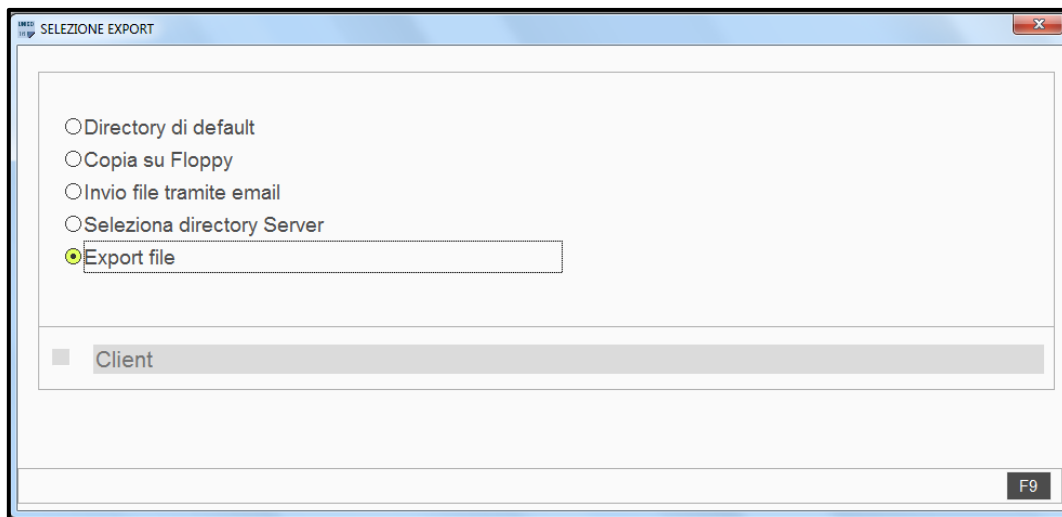 SELEZIONE EXPORT
Directory di default
Copia su Floppy
Invio file tramite email
Seleziona directory Server
Export file
Client
F9